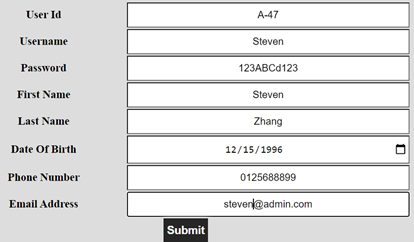 User Id A-47
Username Steven
Password 123ABCd123
First Name Steven
Last Name Zhang
Date Of Birth 12/15/1996
Phone Number 0125688899
Email Address steven@admin.com
Submit